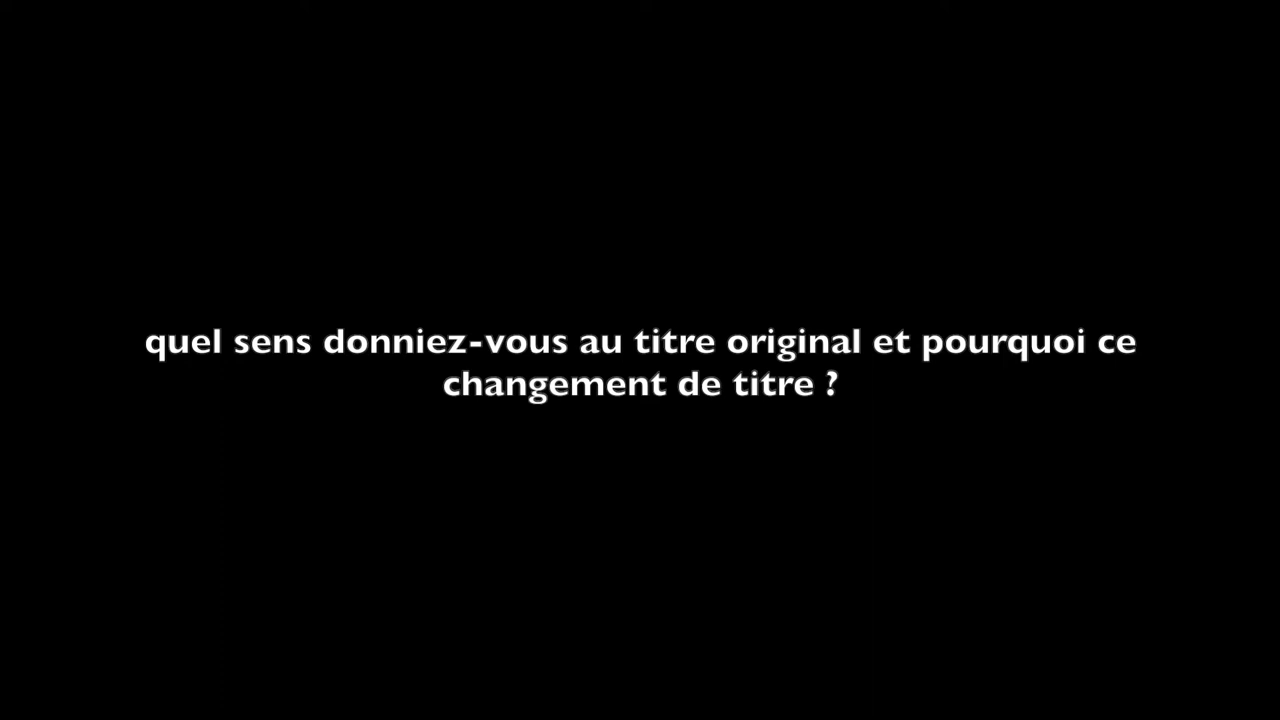 quel sens donniez-vous au titre original et pourquoi ce
changement de titre ?